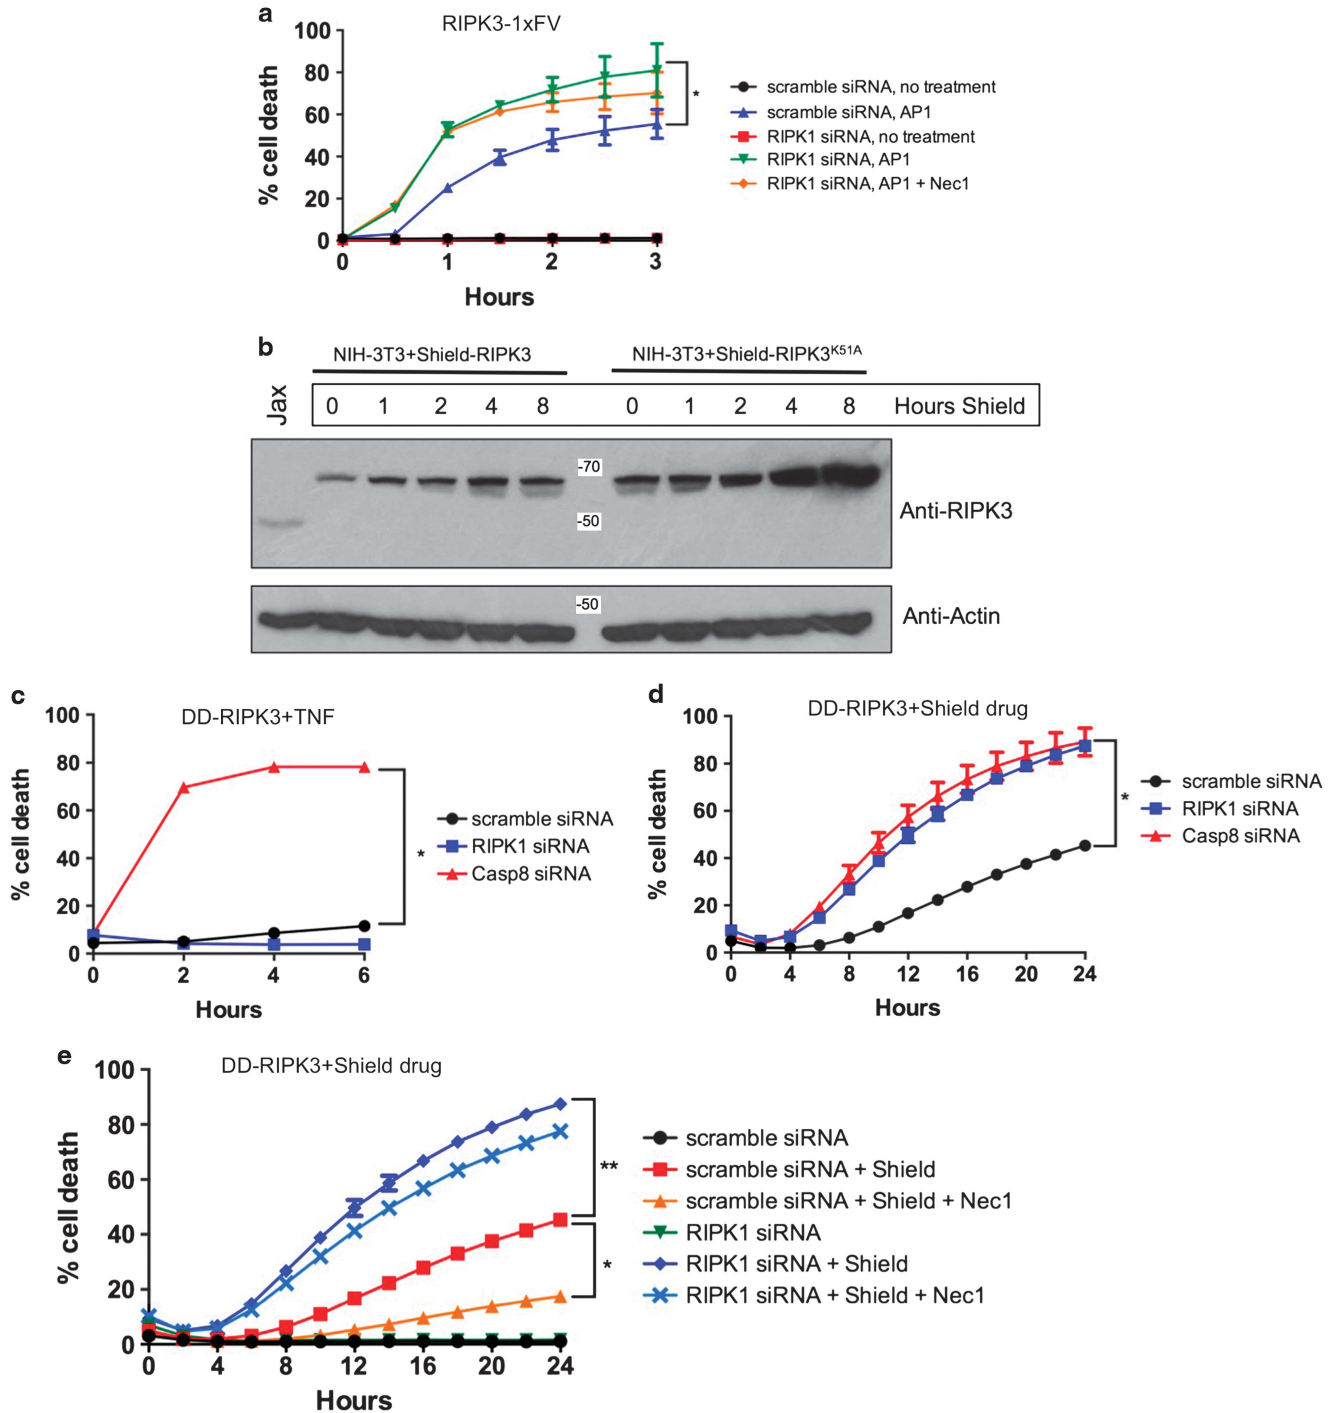 a
RIPK3-1xFV
100
80
60
40
20
0
% cell death
0 1 2 3
Hours
*
scramble siRNA, no treatment
scramble siRNA, AP1
RIPK1 siRNA, no treatment
RIPK1 siRNA, AP1
RIPK1 siRNA, AP1 + Nec1
b
NIH-3T3+Shield-RIPK3
NIH-3T3+Shield-RIPK3K51A
Jax
0 1 2 4 8 0 1 2 4 8 Hours Shield
-70
-50
Anti-RIPK3
-50
Anti-Actin
c
DD-RIPK3+TNF
100
80
60
40
20
0
% cell death
0 2 4 6
Hours
*
scramble siRNA
RIPK1 siRNA
Casp8 siRNA
d
DD-RIPK3+Shield drug
100
80
60
40
20
0
% cell death
0 4 8 12 16 20 24
Hours
*
scramble siRNA
RIPK1 siRNA
Casp8 siRNA
e
DD-RIPK3+Shield drug
100
80
60
40
20
0
% cell death
0 4 8 12 16 20 24
Hours
**
*
scramble siRNA
scramble siRNA + Shield
scramble siRNA + Shield + Nec1
RIPK1 siRNA
RIPK1 siRNA + Shield
RIPK1 siRNA + Shield + Nec1